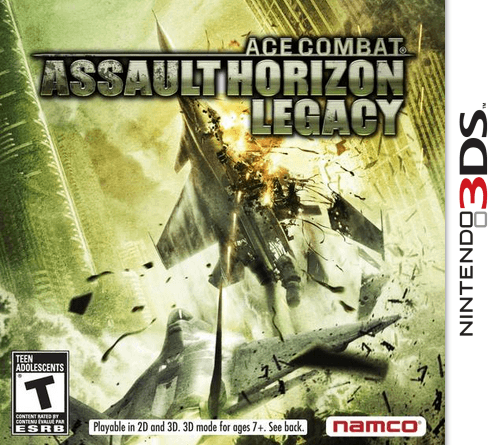 ACE COMBAT®
ASSAULT HORIZON
LEGACY
NINTENDO 3DS™
TEEN
ADOLESCENTS
T
CONTENT RATED BY
CONTENU ÉVALUÉ PAR
ESRB
Playable in 2D and 3D. 3D mode for ages 7+. See back.
namco®